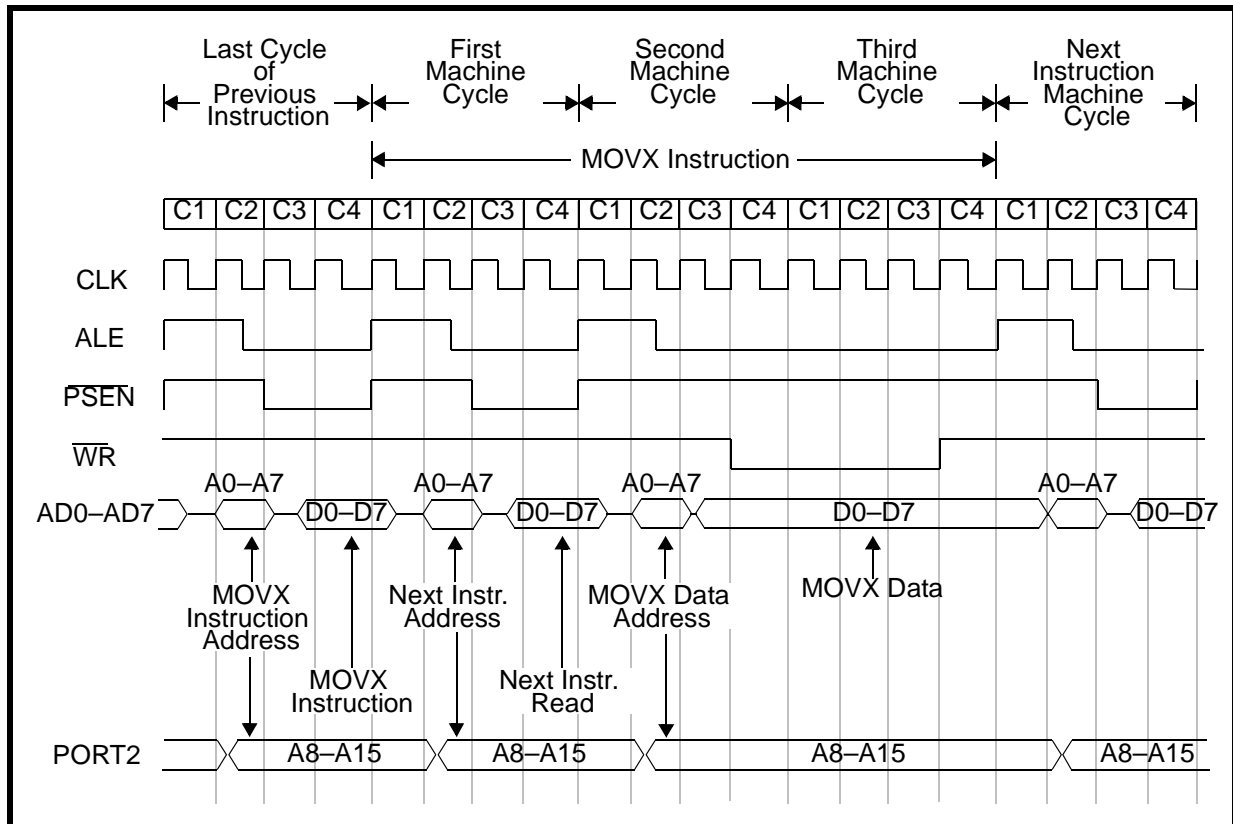 Last Cycle
of
Previous
Instruction
First
Machine
Cycle
Second
Machine
Cycle
Third
Machine
Cycle
Next
Instruction
Machine
Cycle
MOVX Instruction
C1 C2 C3 C4 C1 C2 C3 C4 C1 C2 C3 C4 C1 C2 C3 C4 C1 C2 C3 C4
CLK
ALE
PSEN
WR
A0–A7 A0–A7 A0–A7 A0–A7
AD0–AD7 D0–D7 D0–D7 D0–D7 D0–D7
MOVX
Instruction
Address
Next Instr.
Address
MOVX Data
Address
MOVX Data
MOVX
Instruction
Next Instr.
Read
PORT2 A8–A15 A8–A15 A8–A15 A8–A15